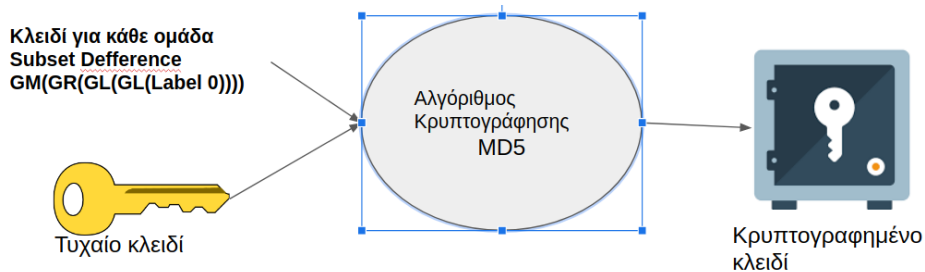 Κλειδί για κάθε ομάδα
Subset Defference
GM(GR(GL(GL(Label 0))))
Αλγόριθμος
Κρυπτογράφησης
MD5
Τυχαίο κλειδί
Κρυπτογραφημένο
κλειδί